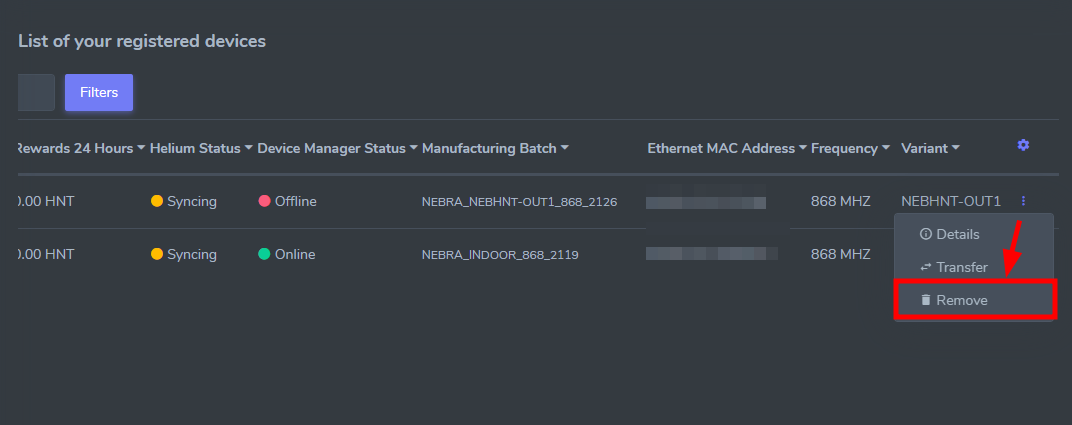 List of your registered devices
Filters
Rewards 24 Hours Helium Status Device Manager Status Manufacturing Batch Ethernet MAC Address Frequency Variant
0.00 HNT Syncing Offline NEBRA_NEBHNT-OUT1_868_2126 868 MHZ NEBHNT-OUT1
0.00 HNT Syncing Online NEBRA_INDOOR_868_2119 868 MHZ
Details
Transfer
Remove